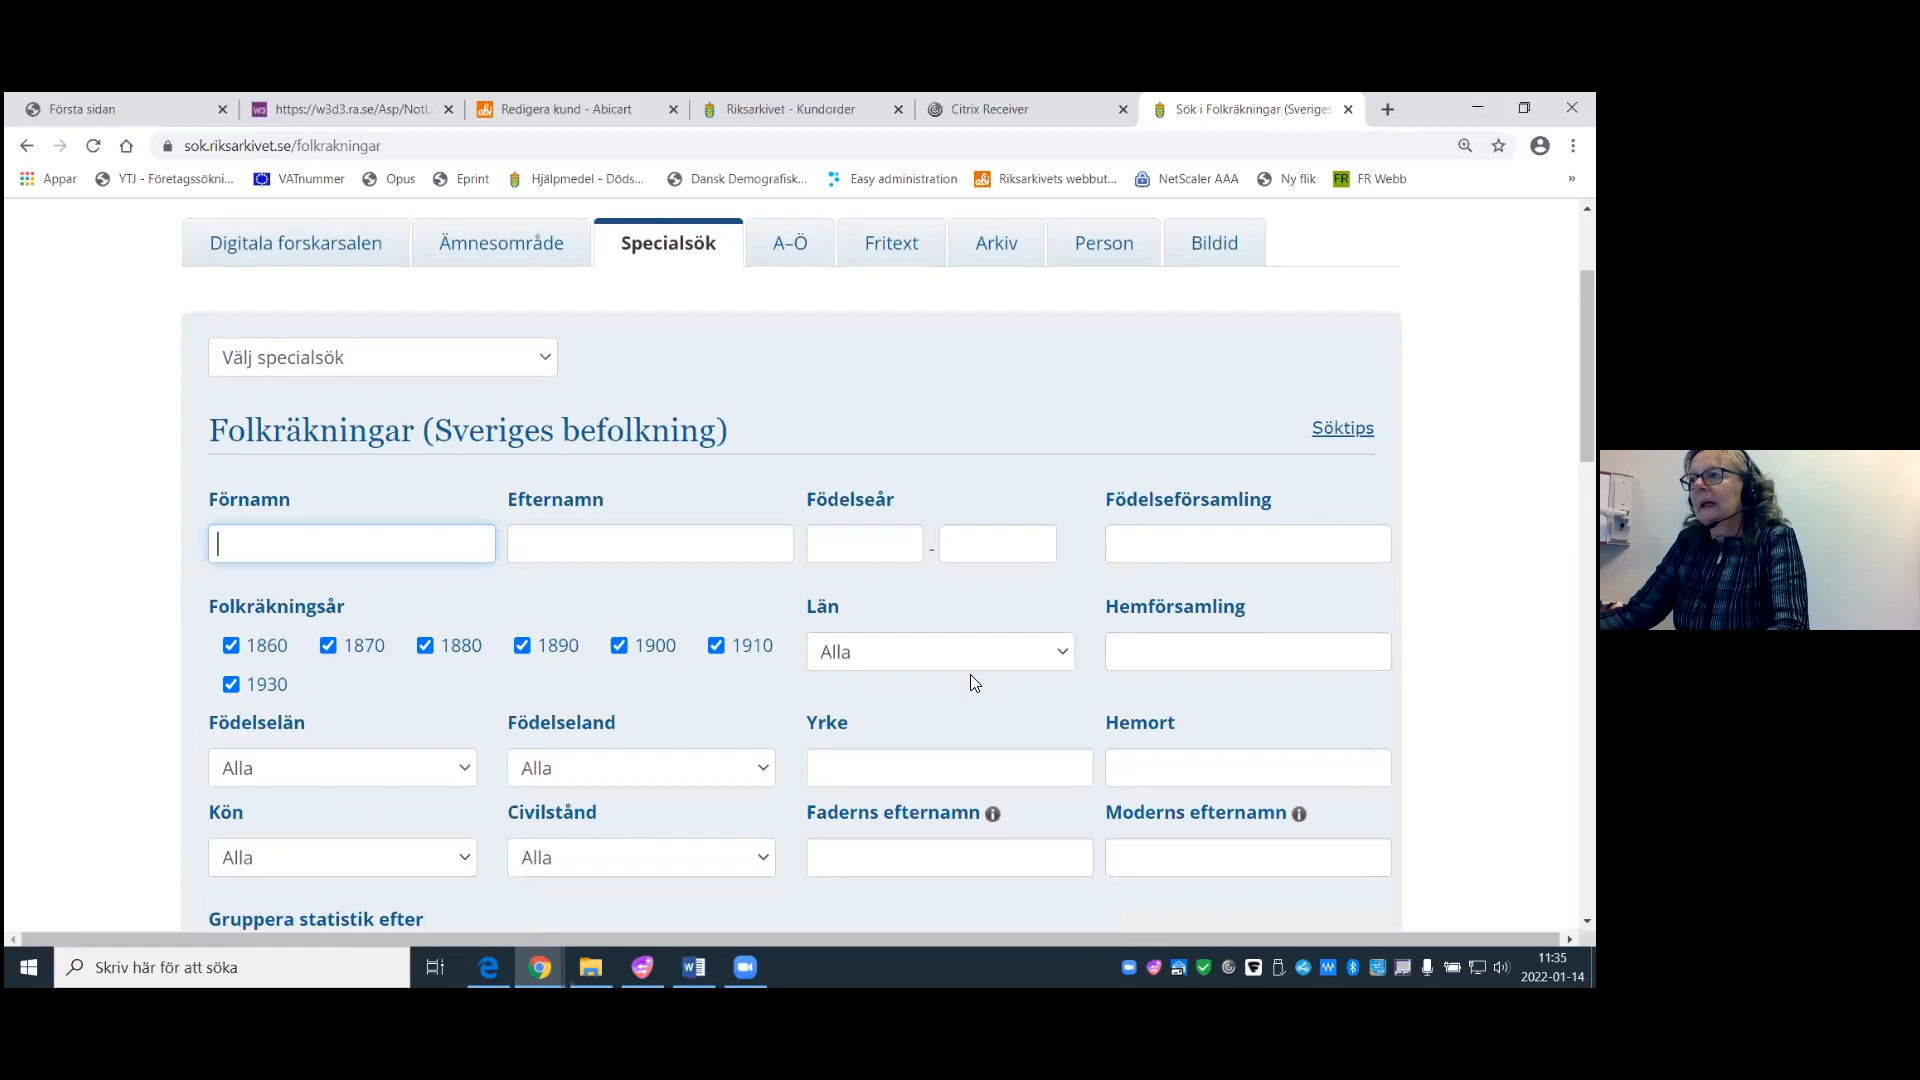 Första sidan
https://w3d3.ra.se/Asp/NotL
Redigera kund - Abicart
Riksarkivet - Kundorder
Citrix Receiver
Sök i Folkräkningar (Sveriges
sok.riksarkivet.se/folkrakningar
Appar
YTJ - Företagssökni...
VATnummer
Opus
Eprint
Hjälpmedel - Döds...
Dansk Demografisk...
Easy administration
Riksarkivets webbut...
NetScaler AAA
Ny flik
FR Webb
»
Digitala forskarsalen
Ämnesområde
Specialsök
A–Ö
Fritext
Arkiv
Person
Bildid
Välj specialsök
Folkräkningar (Sveriges befolkning)
Söktips
Förnamn
Efternamn
Födelseår
Födelseförsamling
-
Folkräkningsår
Län
Hemförsamling
1860
1870
1880
1890
1900
1910
Alla
1930
Födelselän
Födelseland
Yrke
Hemort
Alla
Alla
Kön
Civilstånd
Faderns efternamn
Moderns efternamn
Alla
Alla
Gruppera statistik efter
Skriv här för att söka
11:35
2022-01-14